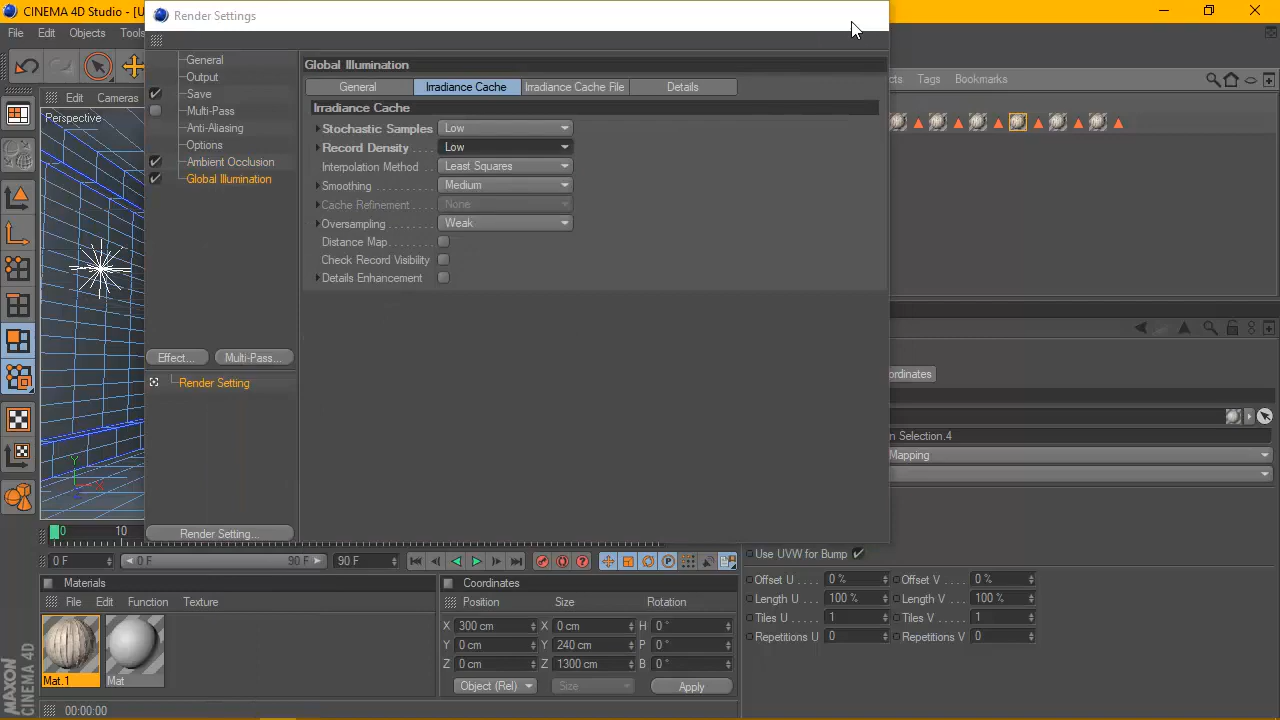 CINEMA 4D Studio - [U
Render Settings
File Edit Objects Tools
Tags Bookmarks
General
Output
Save
Multi-Pass
Anti-Aliasing
Options
Ambient Occlusion
Global Illumination
Effect... Multi-Pass...
Render Setting
Render Setting...
Global Illumination
General Irradiance Cache Irradiance Cache File Details
Irradiance Cache
Stochastic Samples Low
Record Density Low
Interpolation Method Least Squares
Smoothing Medium
Cache Refinement None
Oversampling Weak
Distance Map
Check Record Visibility
Details Enhancement
Edit Cameras
Perspective
Y
X
Z
ordinates
n Selection.4
Mapping
0 10
0 F 0 F 90 F 90 F
Use UVW for Bump
Offset U 0 % Offset V 0 %
Length U 100 % Length V 100 %
Tiles U 1 Tiles V 1
Repetitions U 0 Repetitions V 0
Materials
File Edit Function Texture
Mat.1 Mat
Coordinates
Position Size Rotation
X 300 cm X 0 cm H 0 °
Y 0 cm Y 240 cm P 0 °
Z 0 cm Z 1300 cm B 0 °
Object (Rel) Size Apply
MAXON
CINEMA 4D
00:00:00